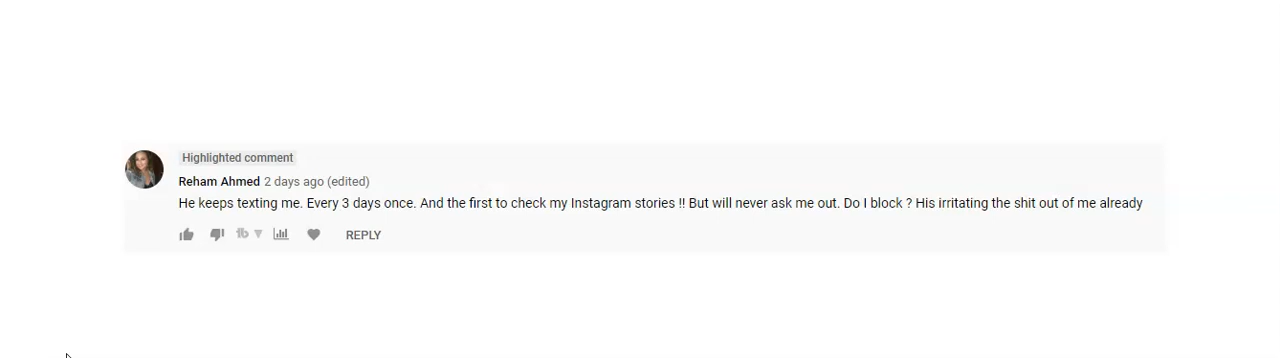 Highlighted comment
Reham Ahmed 2 days ago (edited)
He keeps texting me. Every 3 days once. And the first to check my Instagram stories !! But will never ask me out. Do I block ? His irritating the shit out of me already
REPLY